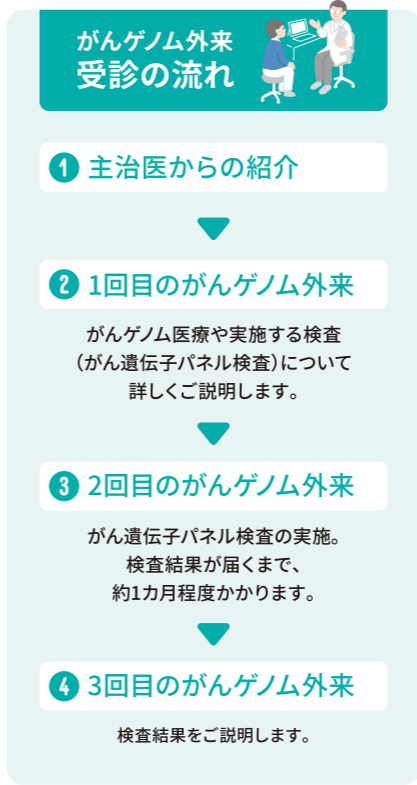 がんゲノム外来
受診の流れ
1 主治医からの紹介
2 1回目のがんゲノム外来
がんゲノム医療や実施する検査
（がん遺伝子パネル検査）について
詳しくご説明します。
3 2回目のがんゲノム外来
がん遺伝子パネル検査の実施。
検査結果が届くまで、
約1カ月程度かかります。
4 3回目のがんゲノム外来
検査結果をご説明します。